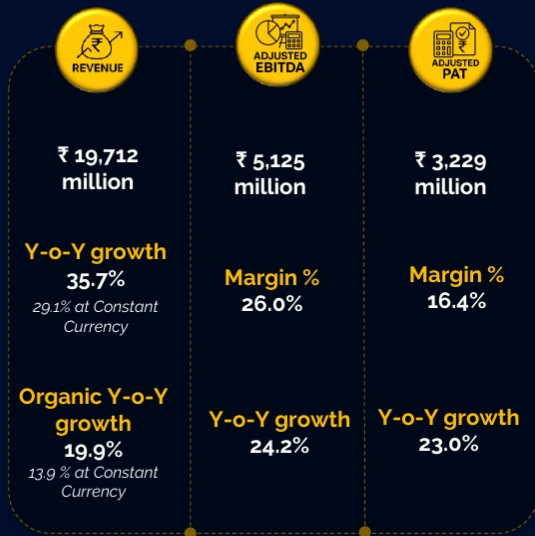 REVENUE
₹ 19,712
million
Y-o-Y growth
35.7%
29.1% at Constant
Currency
Organic Y-o-Y
growth
19.9%
13.9 % at Constant
Currency
ADJUSTED
EBITDA
₹ 5,125
million
Margin %
26.0%
Y-o-Y growth
24.2%
ADJUSTED
PAT
₹ 3,229
million
Margin %
16.4%
Y-o-Y growth
23.0%